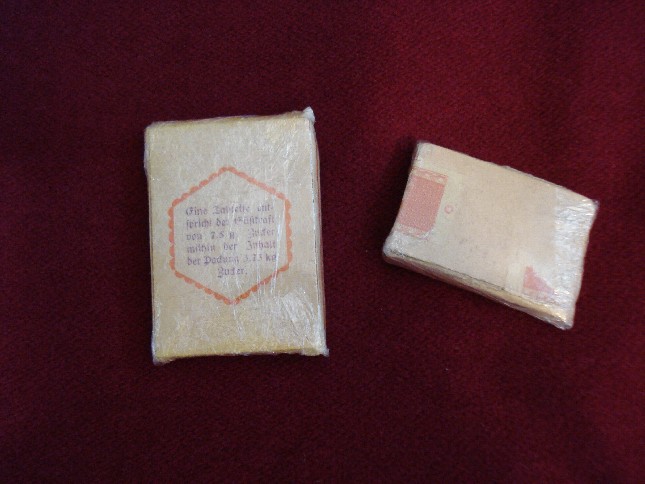 Eine Tablette ent-
spricht der Süßkraft
von 7.5 g Zucker
mithin der Inhalt
der Packung 3.75 kg
Zucker.